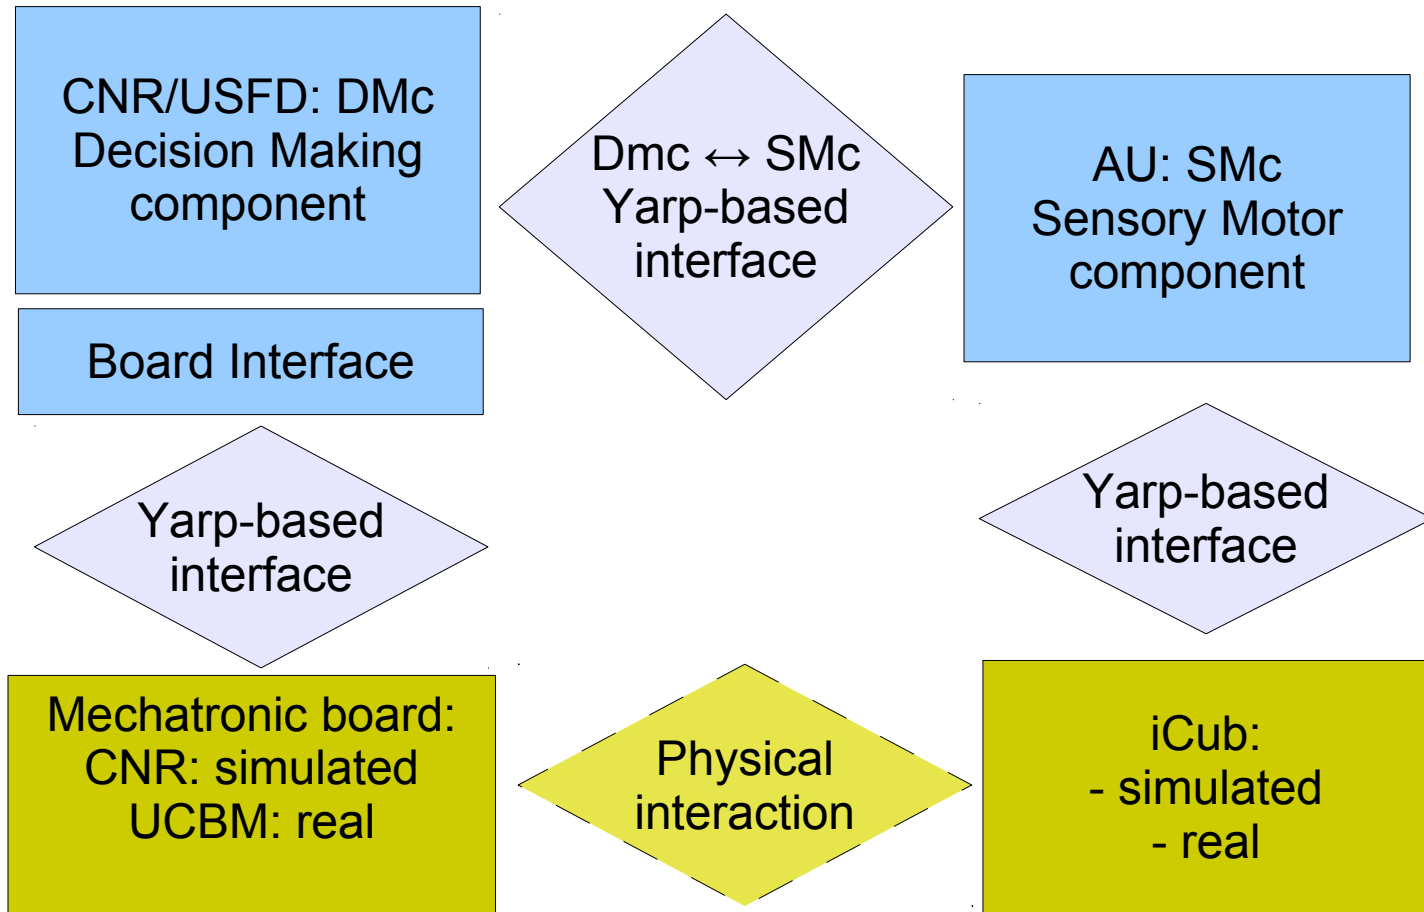 CNR/USFD: DMc
Decision Making
component
Dmc ↔ SMc
Yarp-based
interface
AU: SMc
Sensory Motor
component
Board Interface
Yarp-based
interface
Yarp-based
interface
Mechatronic board:
CNR: simulated
UCBM: real
Physical
interaction
iCub:
- simulated
- real